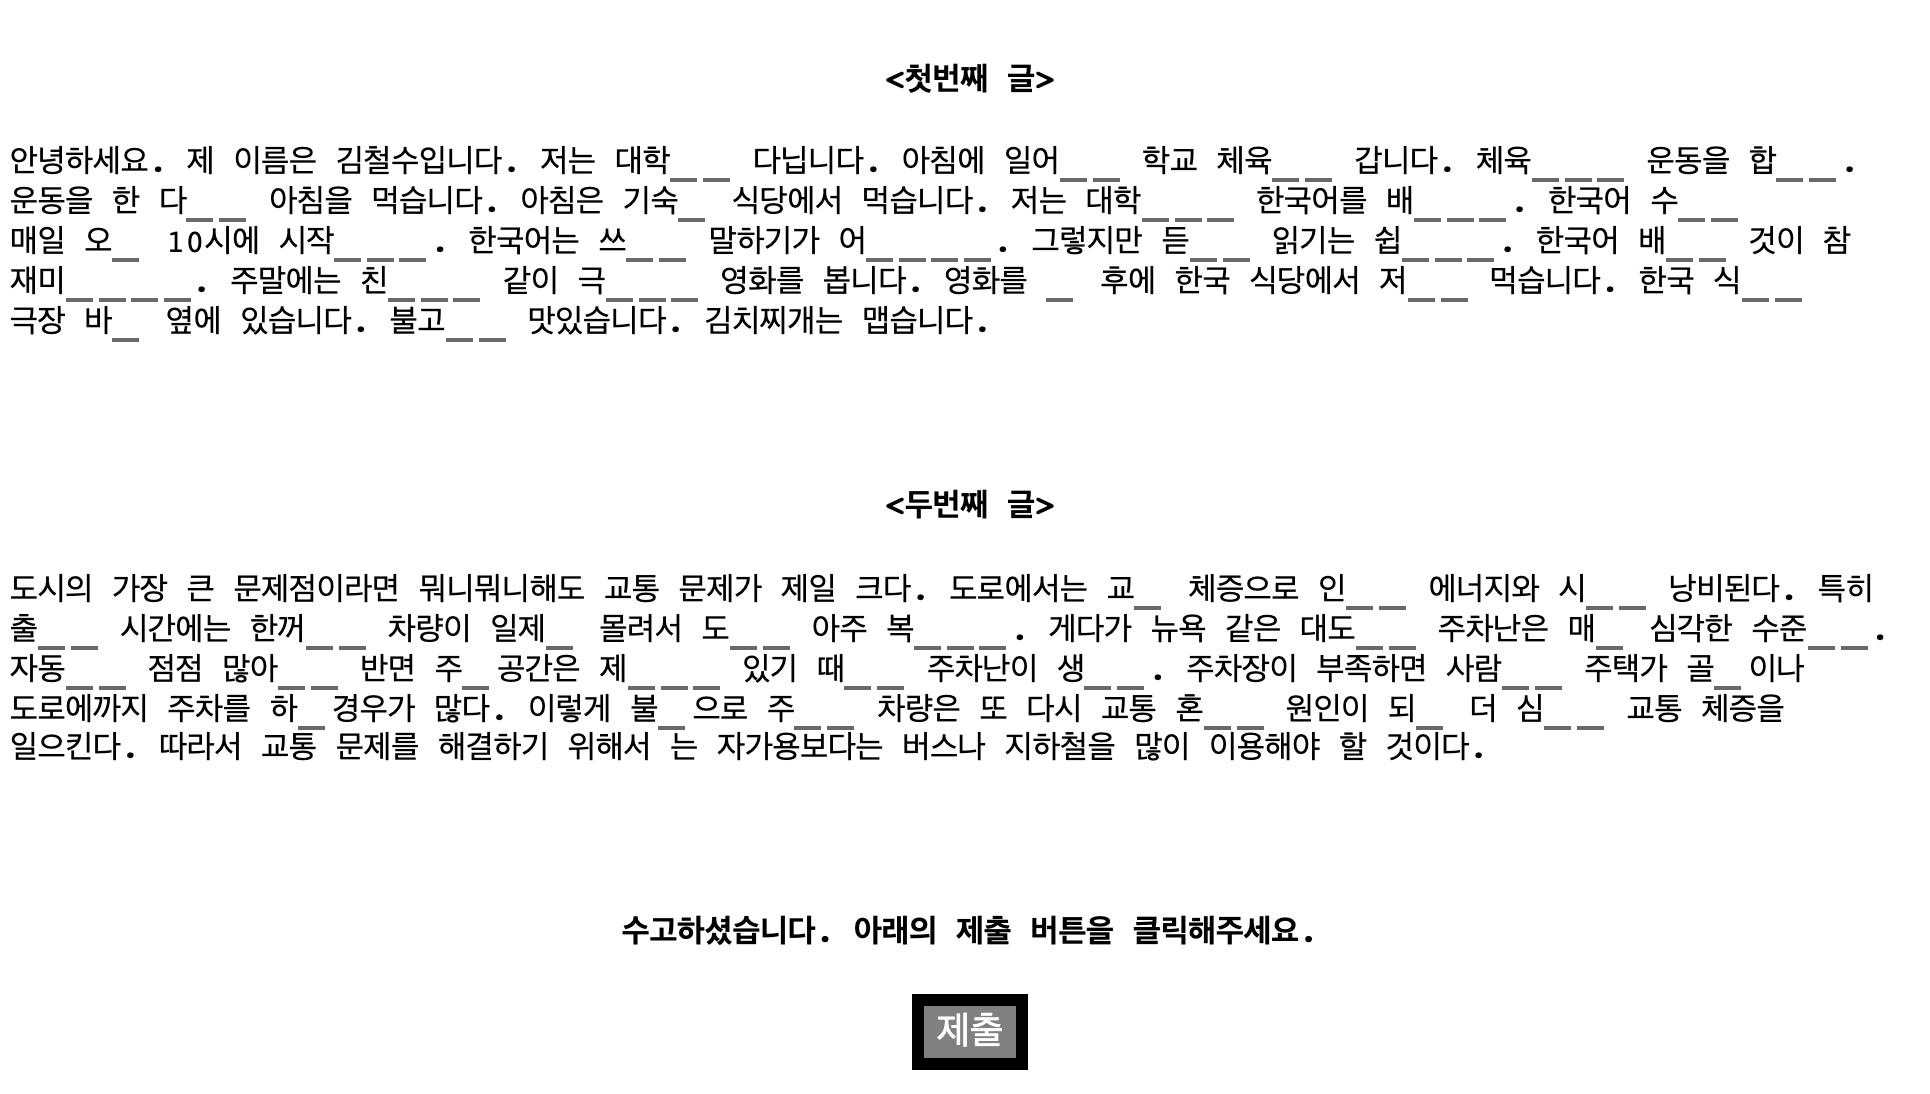 <첫번째 글>
안녕하세요. 제 이름은 김철수입니다. 저는 대학__ 다닙니다. 아침에 일어__ 학교 체육__ 갑니다. 체육___ 운동을 합__.
운동을 한 다__ 아침을 먹습니다. 아침은 기숙_ 식당에서 먹습니다. 저는 대학___ 한국어를 배___. 한국어 수__
매일 오_ 10시에 시작___. 한국어는 쓰__ 말하기가 어____. 그렇지만 듣__ 읽기는 쉽___. 한국어 배__ 것이 참
재미____. 주말에는 친___ 같이 극___ 영화를 봅니다. 영화를 _ 후에 한국 식당에서 저__ 먹습니다. 한국 식__
극장 바_ 옆에 있습니다. 불고__ 맛있습니다. 김치찌개는 맵습니다.
<두번째 글>
도시의 가장 큰 문제점이라면 뭐니뭐니해도 교통 문제가 제일 크다. 도로에서는 교_ 체증으로 인__ 에너지와 시__ 낭비된다. 특히
출__ 시간에는 한꺼__ 차량이 일제_ 몰려서 도__ 아주 복___. 게다가 뉴욕 같은 대도__ 주차난은 매_ 심각한 수준__.
자동__ 점점 많아__ 반면 주_ 공간은 제___ 있기 때__ 주차난이 생__. 주차장이 부족하면 사람__ 주택가 골_이나
도로에까지 주차를 하_ 경우가 많다. 이렇게 불_으로 주__ 차량은 또 다시 교통 혼__ 원인이 되_ 더 심__ 교통 체증을
일으킨다. 따라서 교통 문제를 해결하기 위해서 는 자가용보다는 버스나 지하철을 많이 이용해야 할 것이다.
수고하셨습니다. 아래의 제출 버튼을 클릭해주세요.
제출